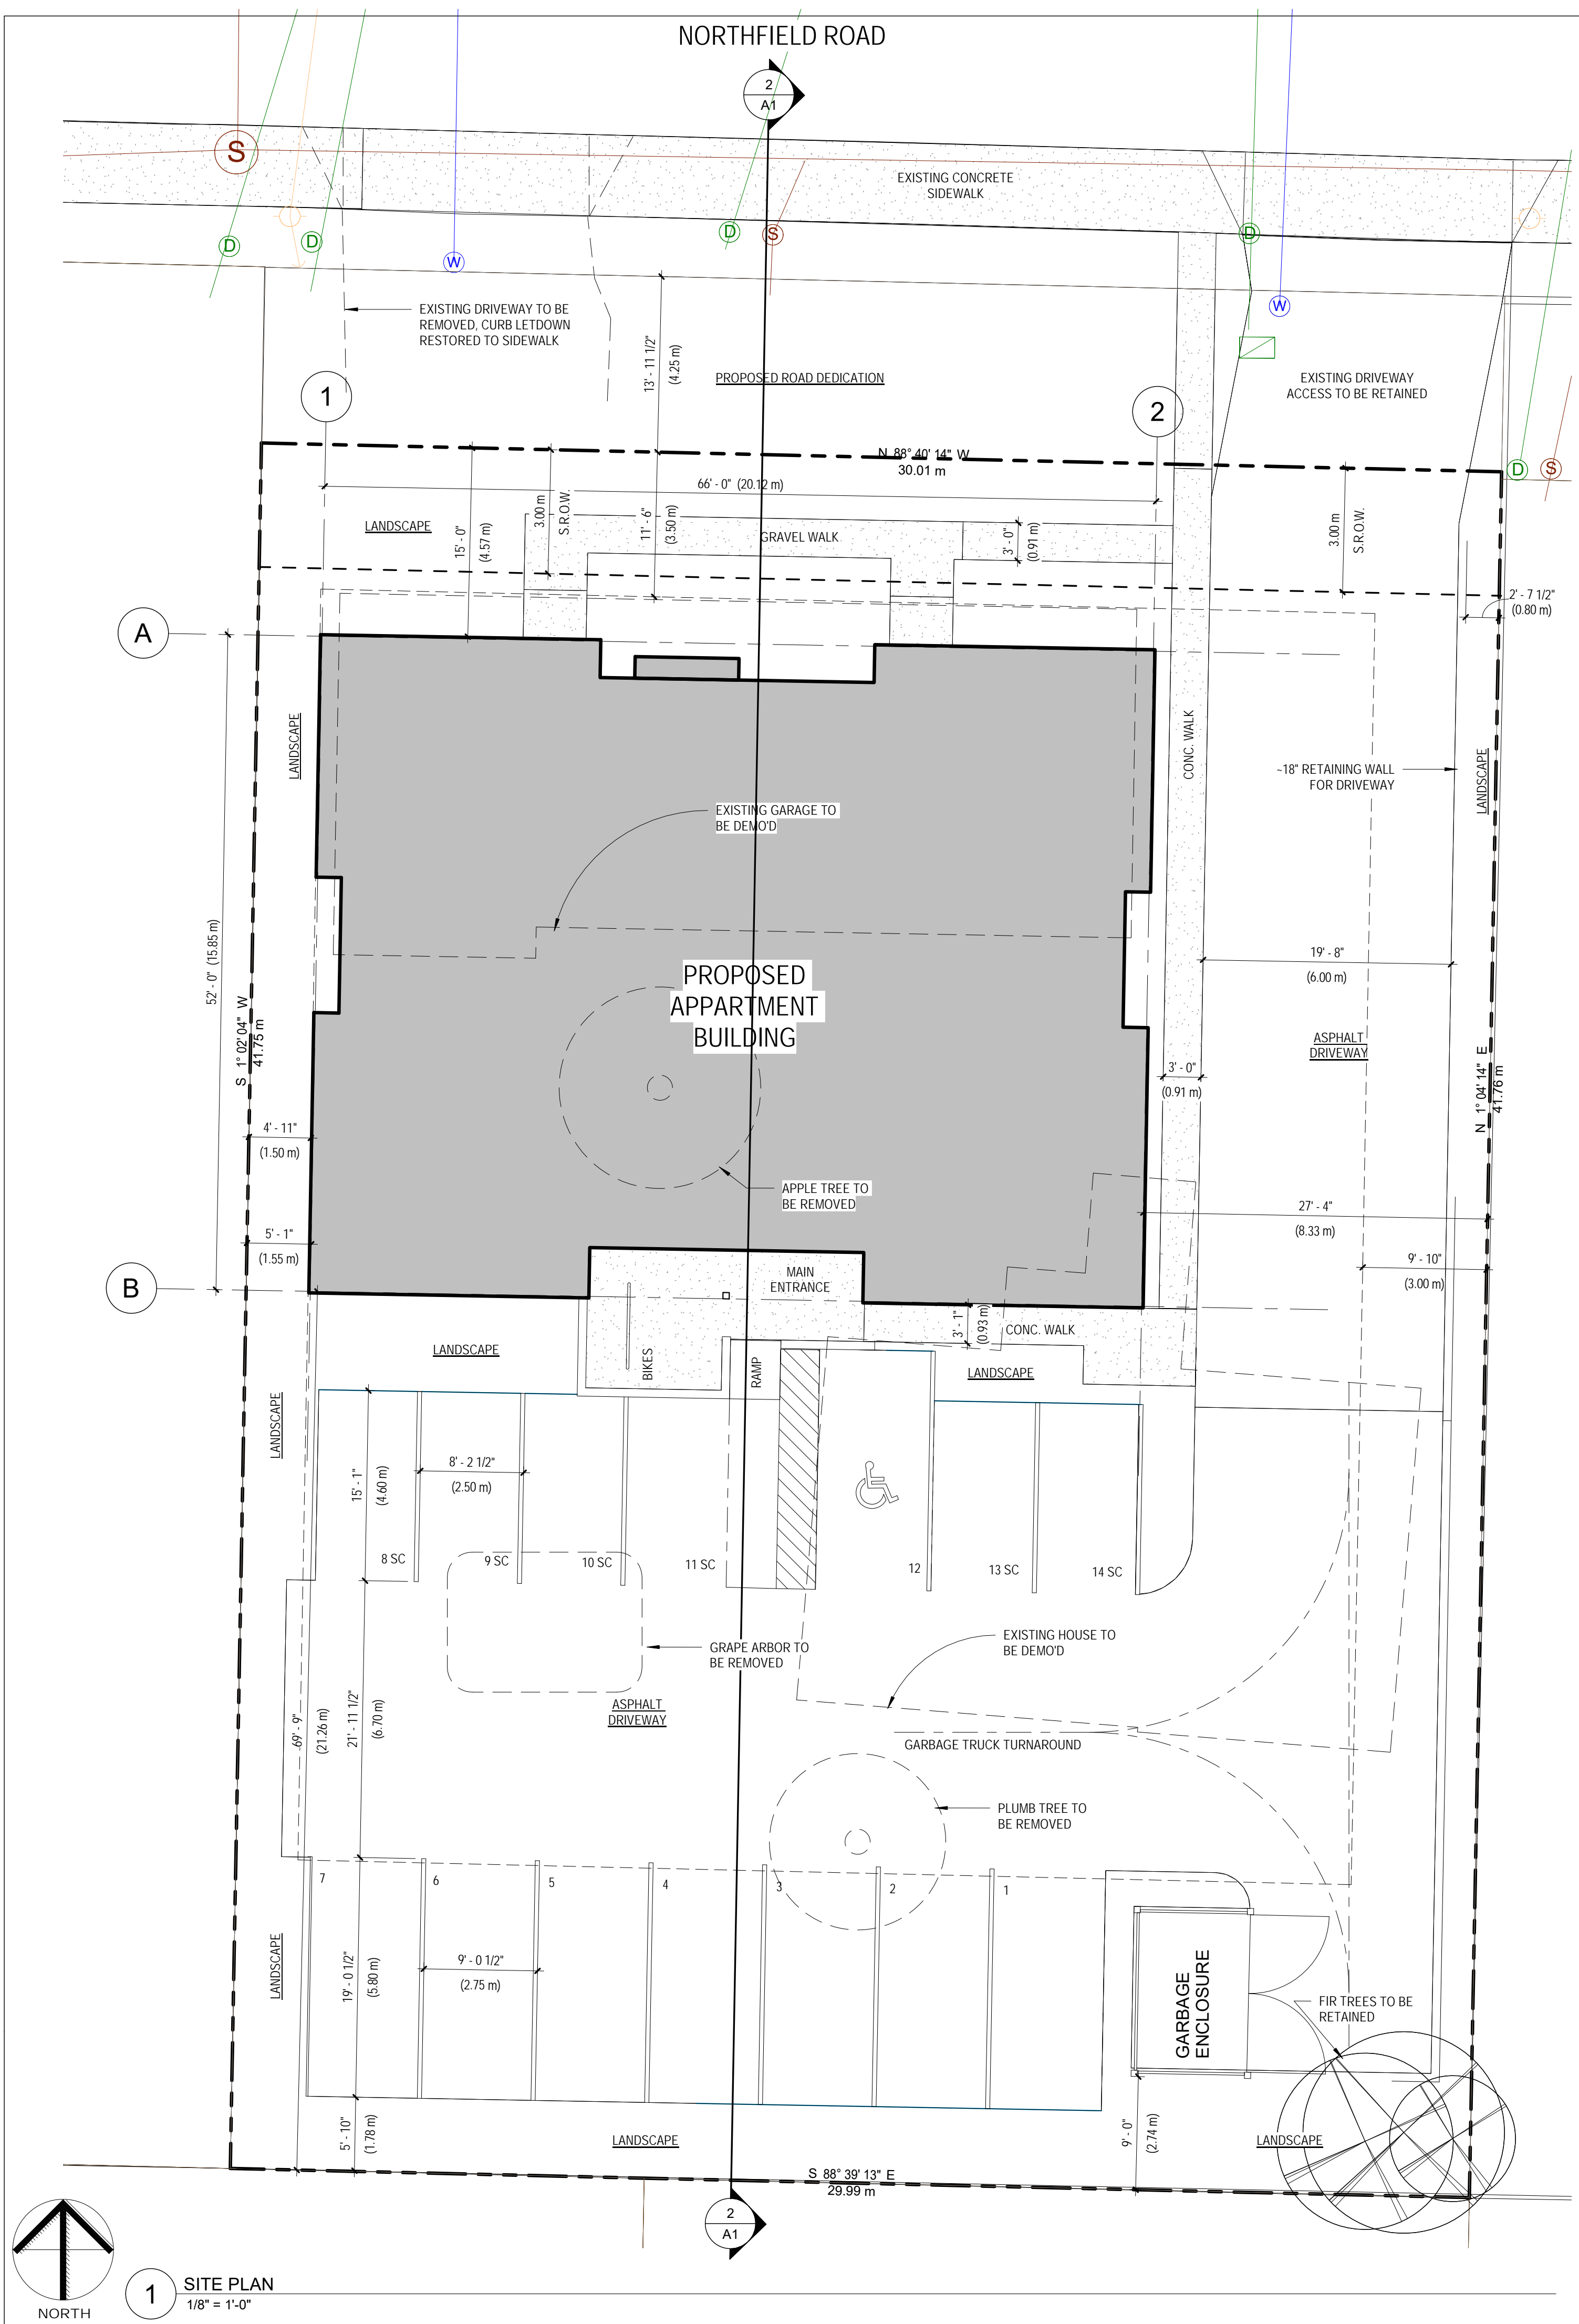 NORTHFIELD ROAD
2
A1
S
EXISTING CONCRETE
SIDEWALK
D
D
W
D
S
D
W
EXISTING DRIVEWAY TO BE
REMOVED, CURB LETDOWN
RESTORED TO SIDEWALK
13' - 11 1/2"
(4.25 m)
PROPOSED ROAD DEDICATION
EXISTING DRIVEWAY
ACCESS TO BE RETAINED
1
2
N 88° 40' 14" W
30.01 m
D
S
66' - 0" (20.12 m)
LANDSCAPE
15' - 0"
(4.57 m)
3.00 m
S.R.O.W.
11' - 6"
(3.50 m)
GRAVEL WALK
3' - 0"
(0.91 m)
3.00 m
S.R.O.W.
2' - 7 1/2"
(0.80 m)
A
LANDSCAPE
CONC. WALK
~18" RETAINING WALL
FOR DRIVEWAY
LANDSCAPE
EXISTING GARAGE TO
BE DEMO'D
52' - 0" (15.85 m)
PROPOSED
APPARTMENT
BUILDING
19' - 8"
(6.00 m)
ASPHALT
DRIVEWAY
S 1° 02' 04" W
41.75 m
3' - 0"
(0.91 m)
N 1° 04' 14" E
41.76 m
4' - 11"
(1.50 m)
APPLE TREE TO
BE REMOVED
27' - 4"
(8.33 m)
5' - 1"
(1.55 m)
9' - 10"
(3.00 m)
B
MAIN
ENTRANCE
3' - 1"
(0.93 m)
CONC. WALK
LANDSCAPE
BIKES
RAMP
LANDSCAPE
LANDSCAPE
15' - 1"
(4.60 m)
8' - 2 1/2"
(2.50 m)
8 SC
9 SC
10 SC
11 SC
12
13 SC
14 SC
GRAPE ARBOR TO
BE REMOVED
EXISTING HOUSE TO
BE DEMO'D
69' - 9"
(21.26 m)
21' - 11 1/2"
(6.70 m)
ASPHALT
DRIVEWAY
GARBAGE TRUCK TURNAROUND
PLUMB TREE TO
BE REMOVED
7
6
5
4
3
2
1
LANDSCAPE
19' - 0 1/2"
(5.80 m)
9' - 0 1/2"
(2.75 m)
GARBAGE
ENCLOSURE
FIR TREES TO BE
RETAINED
5' - 10"
(1.78 m)
LANDSCAPE
9' - 0"
(2.74 m)
LANDSCAPE
S 88° 39' 13" E
29.99 m
2
A1
NORTH
1
SITE PLAN
1/8" = 1'-0"